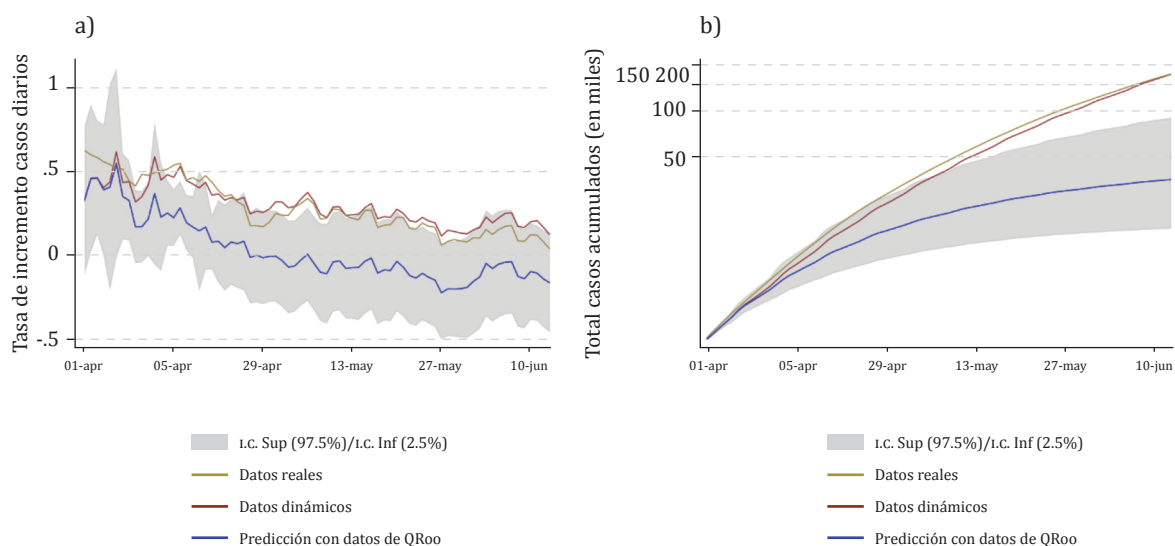 a)
Tasa de incremento casos diarios
1
.5
0
-.5
01-apr
05-apr
29-apr
13-may
27-may
10-jun
I.C. Sup (97.5%)/I.C. Inf (2.5%)
Datos reales
Datos dinámicos
Predicción con datos de QRoo
b)
Total casos acumulados (en miles)
150 200
100
50
01-apr
05-apr
29-apr
13-may
27-may
10-jun
I.C. Sup (97.5%)/I.C. Inf (2.5%)
Datos reales
Datos dinámicos
Predicción con datos de QRoo